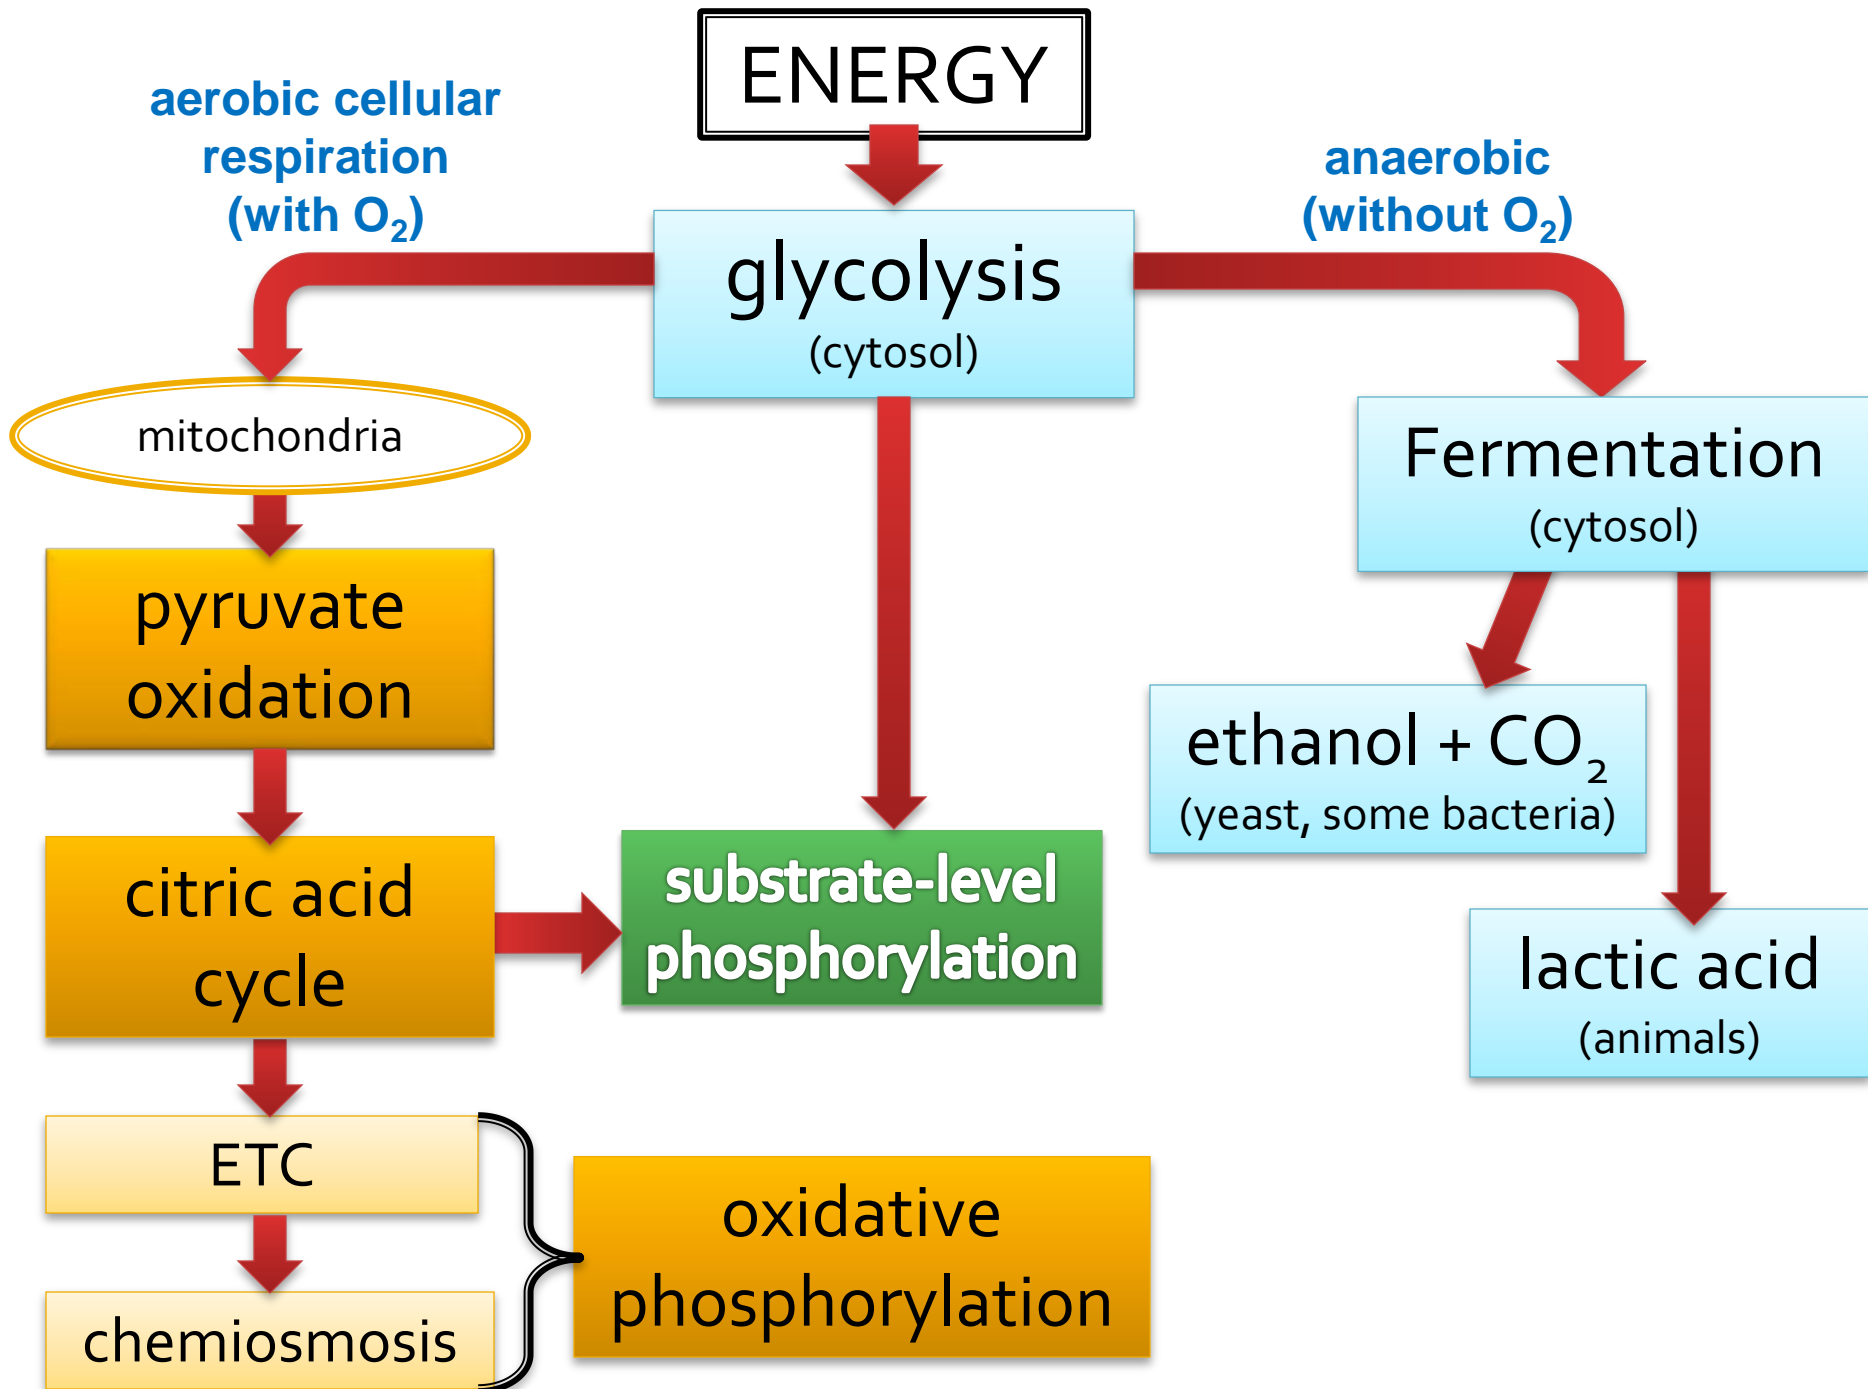 ENERGY
aerobic cellular
respiration
(with O₂)
anaerobic
(without O₂)
glycolysis
(cytosol)
mitochondria
Fermentation
(cytosol)
pyruvate
oxidation
ethanol + CO₂
(yeast, some bacteria)
citric acid
cycle
substrate-level
phosphorylation
lactic acid
(animals)
ETC
oxidative
phosphorylation
chemiosmosis